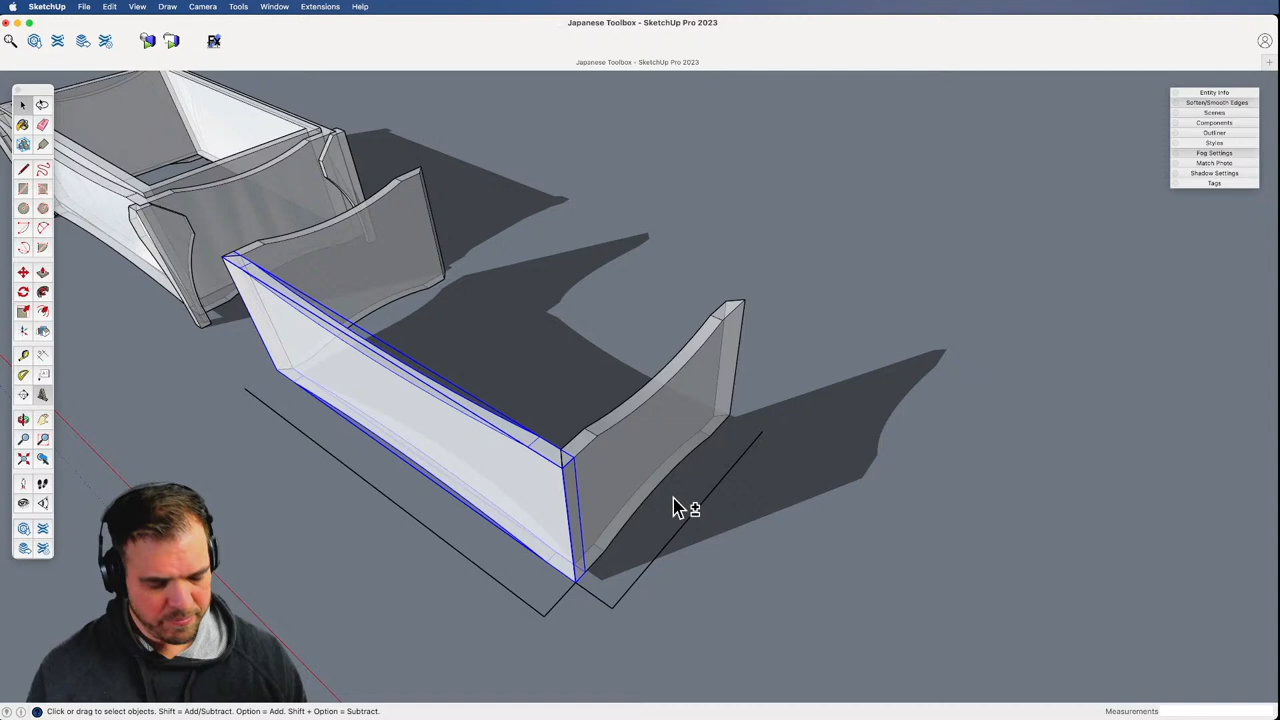 SketchUp File Edit View Draw Camera Tools Window Extensions Help
Japanese Toolbox - SketchUp Pro 2023
Japanese Toolbox - SketchUp Pro 2023
Entity Info
Soften/Smooth Edges
Scenes
Components
Outliner
Styles
Fog Settings
Match Photo
Shadow Settings
Tags
Click or drag to select objects. Shift = Add/Subtract. Option = Add. Shift + Option = Subtract.
Measurements